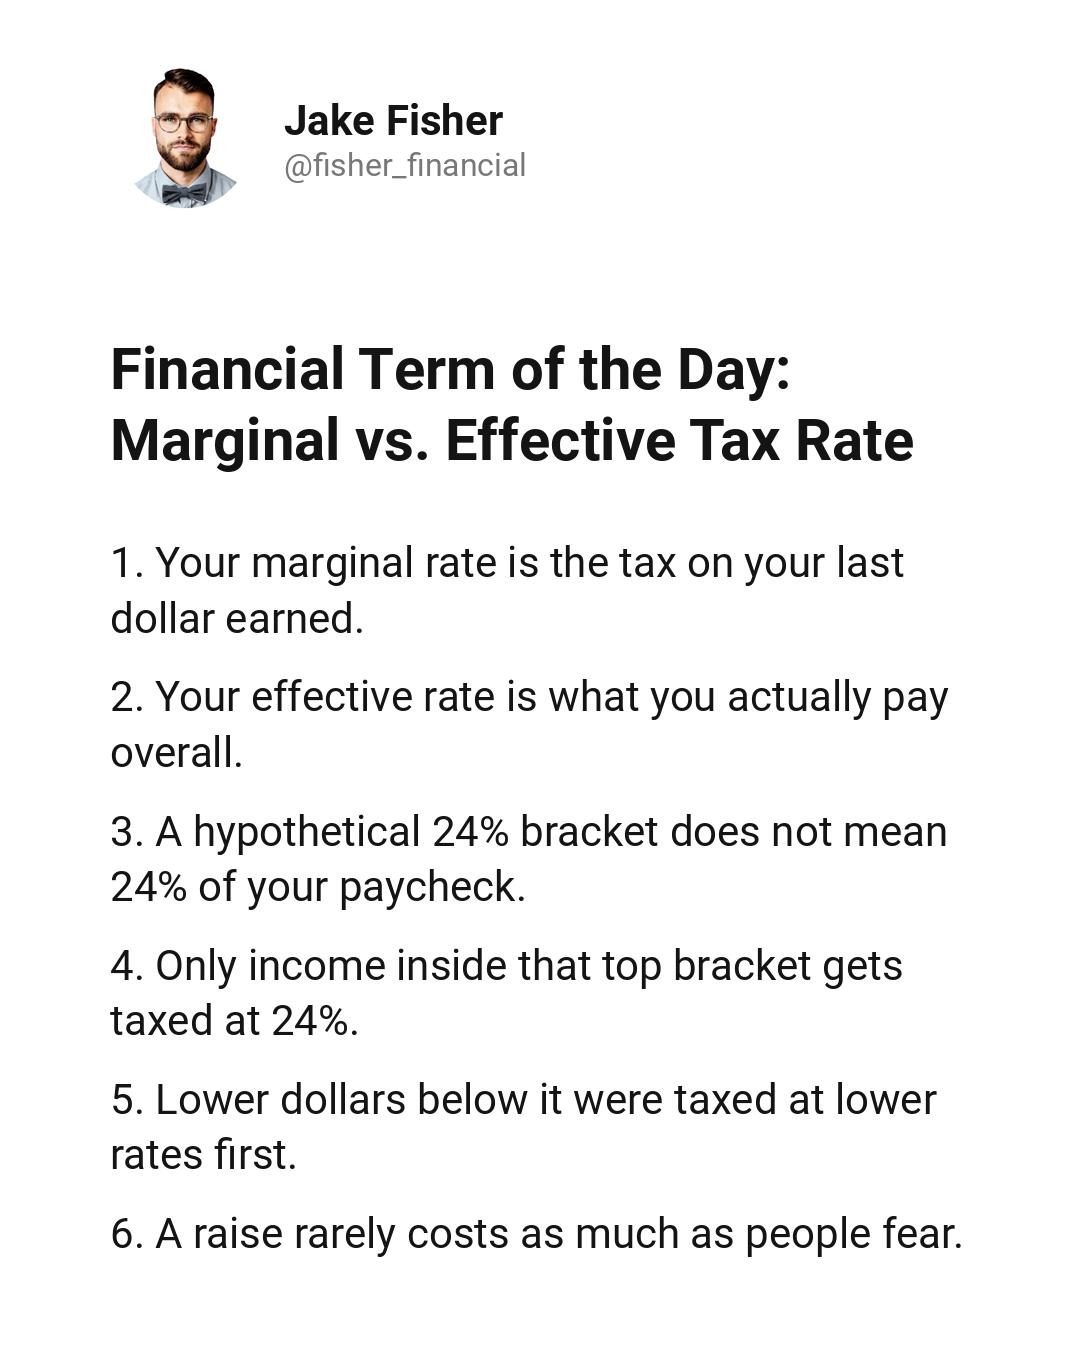 Jake Fisher
@fisher_financial
Financial Term of the Day:
Marginal vs. Effective Tax Rate
1. Your marginal rate is the tax on your last
dollar earned.
2. Your effective rate is what you actually pay
overall.
3. A hypothetical 24% bracket does not mean
24% of your paycheck.
4. Only income inside that top bracket gets
taxed at 24%.
5. Lower dollars below it were taxed at lower
rates first.
6. A raise rarely costs as much as people fear.